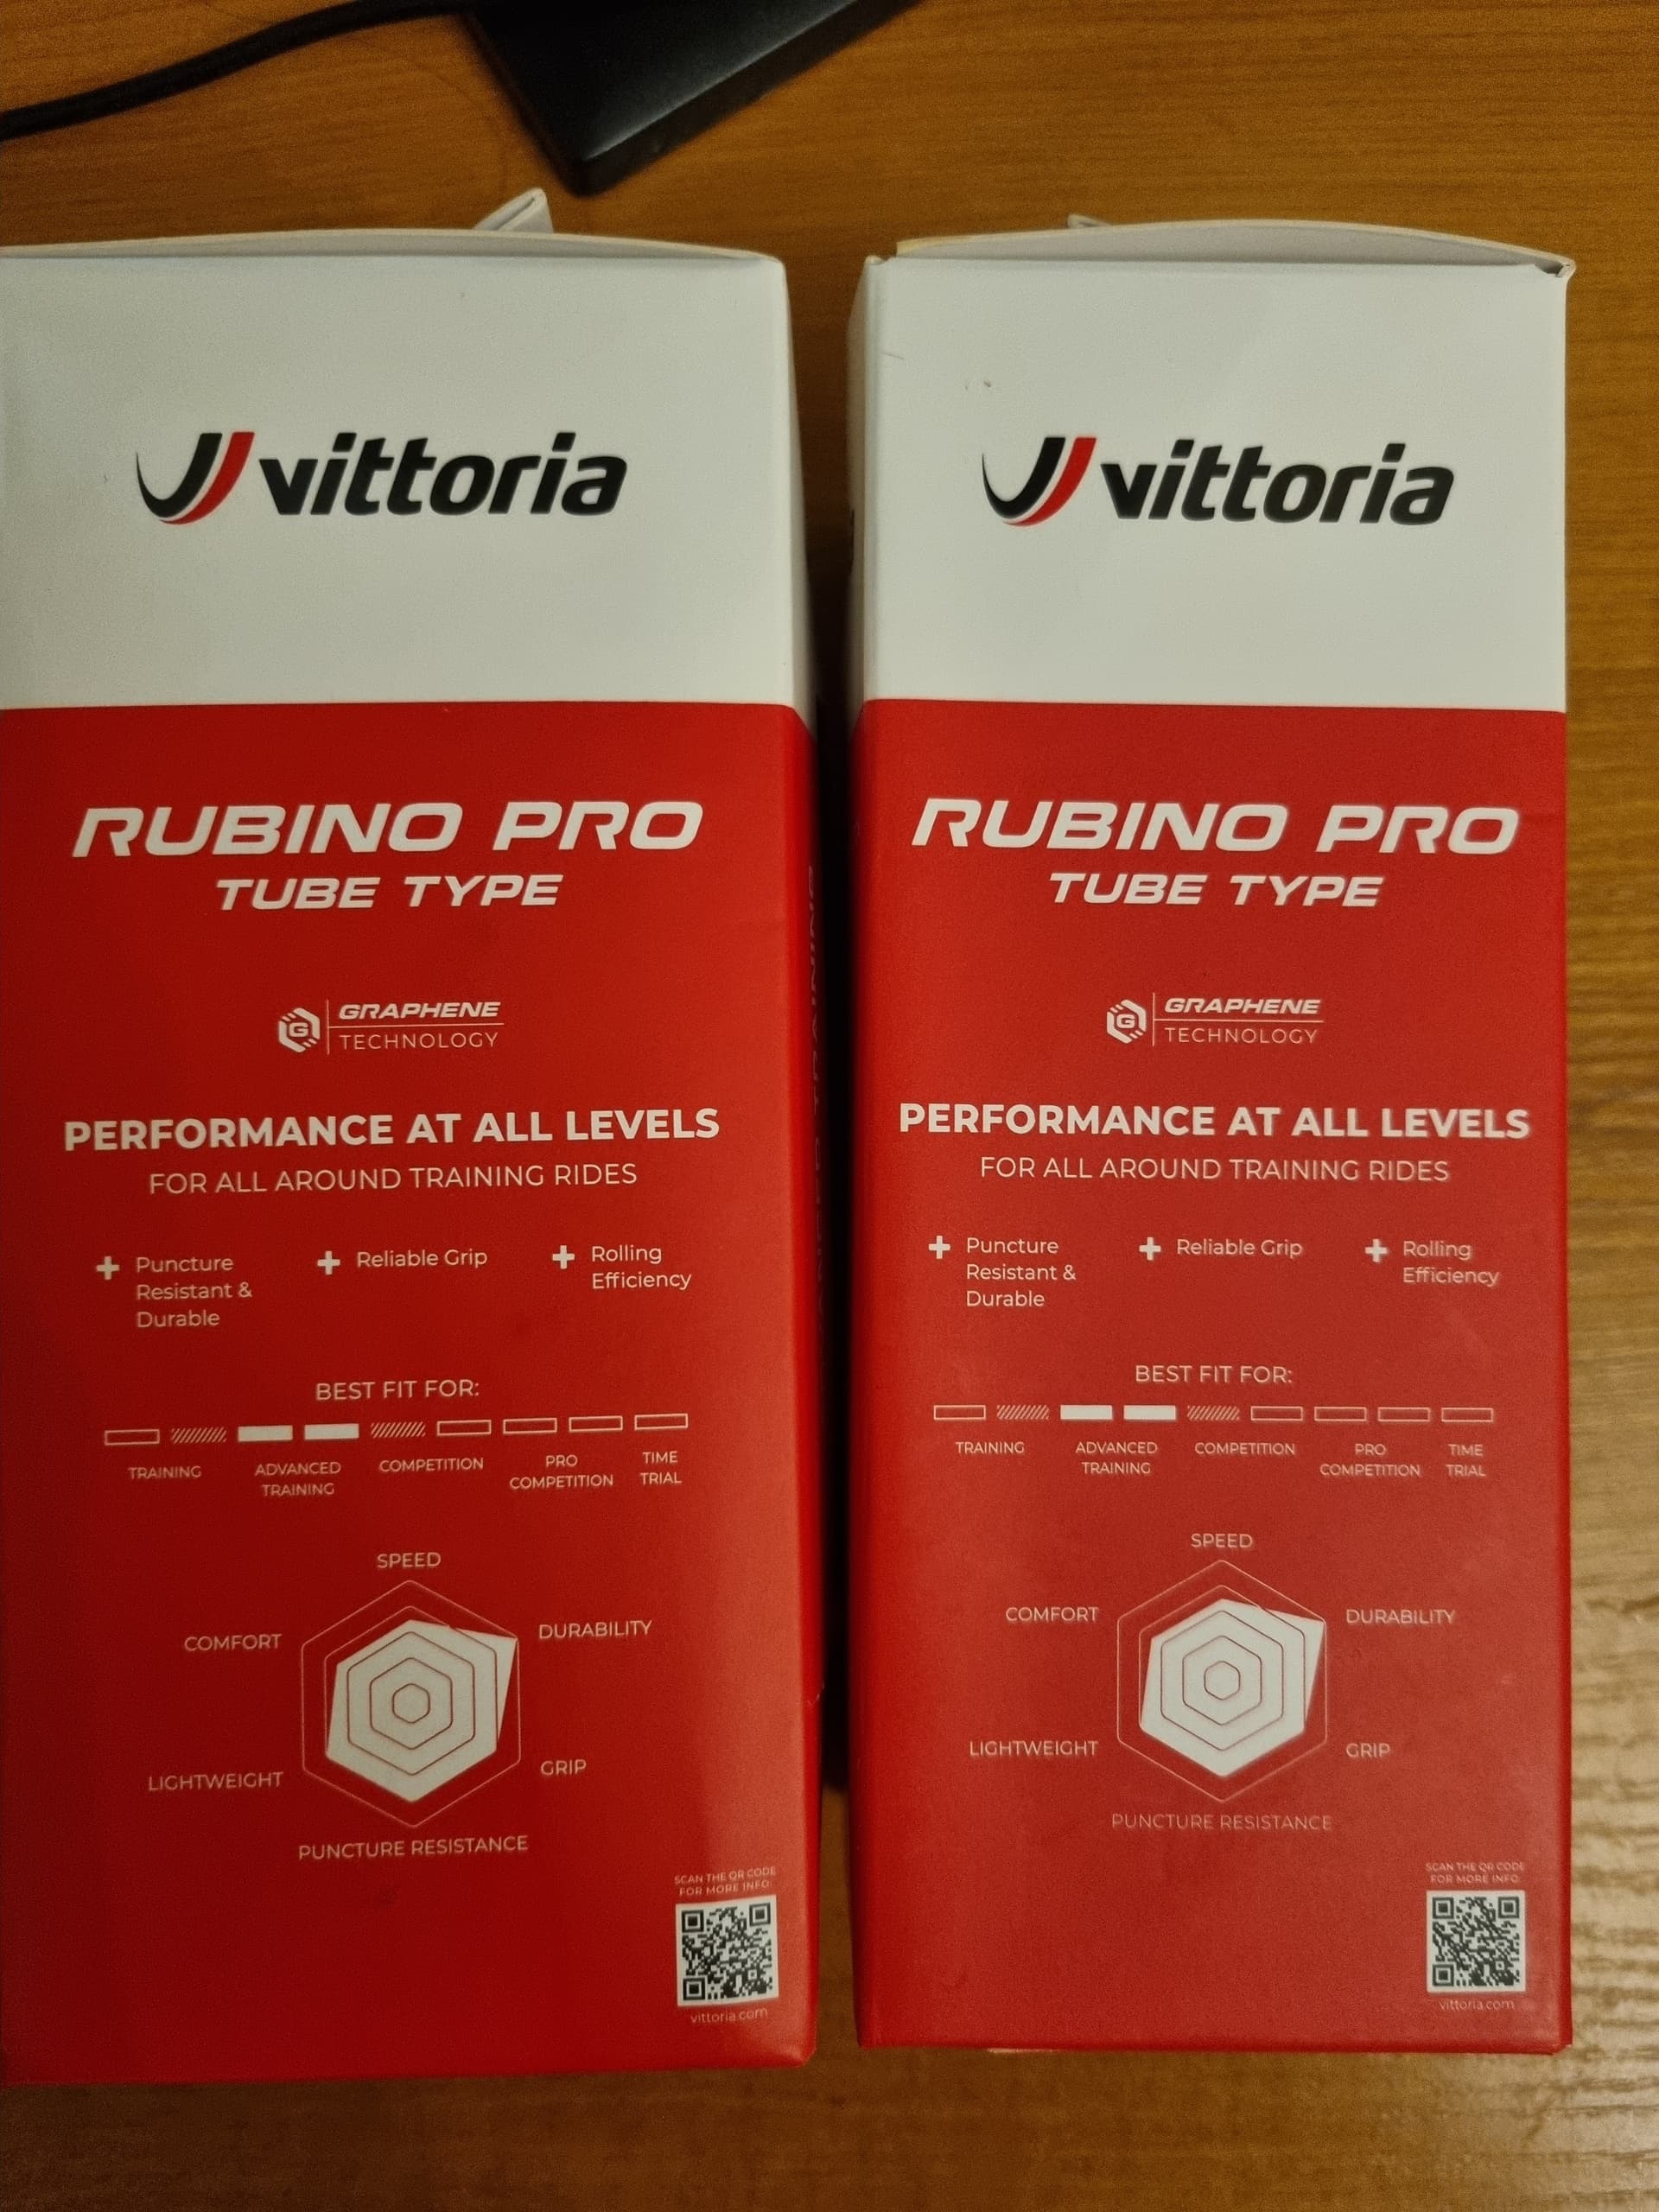 vittoria
RUBINO PRO
TUBE TYPE
G GRAPHENE
TECHNOLOGY
PERFORMANCE AT ALL LEVELS
FOR ALL AROUND TRAINING RIDES
+ Puncture
Resistant &
Durable
+ Reliable Grip
+ Rolling
Efficiency
BEST FIT FOR:
TRAINING
ADVANCED
TRAINING
COMPETITION
PRO
COMPETITION
TIME
TRIAL
SPEED
COMFORT
DURABILITY
LIGHTWEIGHT
GRIP
PUNCTURE RESISTANCE
SCAN THE QR CODE
FOR MORE INFO:
vittoria.com
vittoria
RUBINO PRO
TUBE TYPE
G GRAPHENE
TECHNOLOGY
PERFORMANCE AT ALL LEVELS
FOR ALL AROUND TRAINING RIDES
+ Puncture
Resistant &
Durable
+ Reliable Grip
+ Rolling
Efficiency
BEST FIT FOR:
TRAINING
ADVANCED
TRAINING
COMPETITION
PRO
COMPETITION
TIME
TRIAL
SPEED
COMFORT
DURABILITY
LIGHTWEIGHT
GRIP
PUNCTURE RESISTANCE
SCAN THE QR CODE
FOR MORE INFO:
vittoria.com